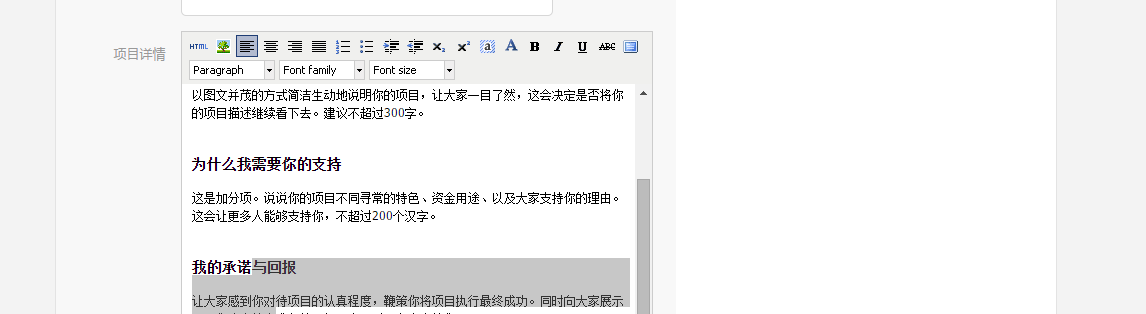 项目详情
HTML
A B I U ABC
Paragraph Font family Font size
以图文并茂的方式简洁生动地说明你的项目，让大家一目了然，这会决定是否将你
的项目描述继续看下去。建议不超过300字。
为什么我需要你的支持
这是加分项。说说你的项目不同寻常的特色、资金用途、以及大家支持你的理由。
这会让更多人能够支持你，不超过200个汉字。
我的承诺与回报
让大家感到你对待项目的认真程度，鞭策你将项目执行最终成功。同时向大家展示